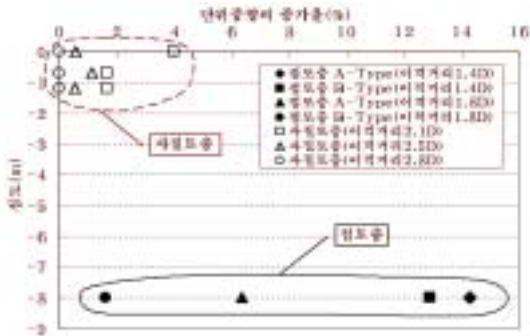 단위중량의 증가율(%)
0 2 4 6 8 10 12 14 16
0
-1
-2
-3
-4
-5
-6
-7
-8
-9
심도(m)
점토층 A-Type(이격거리1.4D)
점토층 B-Type(이격거리1.4D)
점토층 A-Type(이격거리1.8D)
점토층 B-Type(이격거리1.8D)
사질토층(이격거리2.1D)
사질토층(이격거리2.5D)
사질토층(이격거리2.8D)
사질토층
점토층